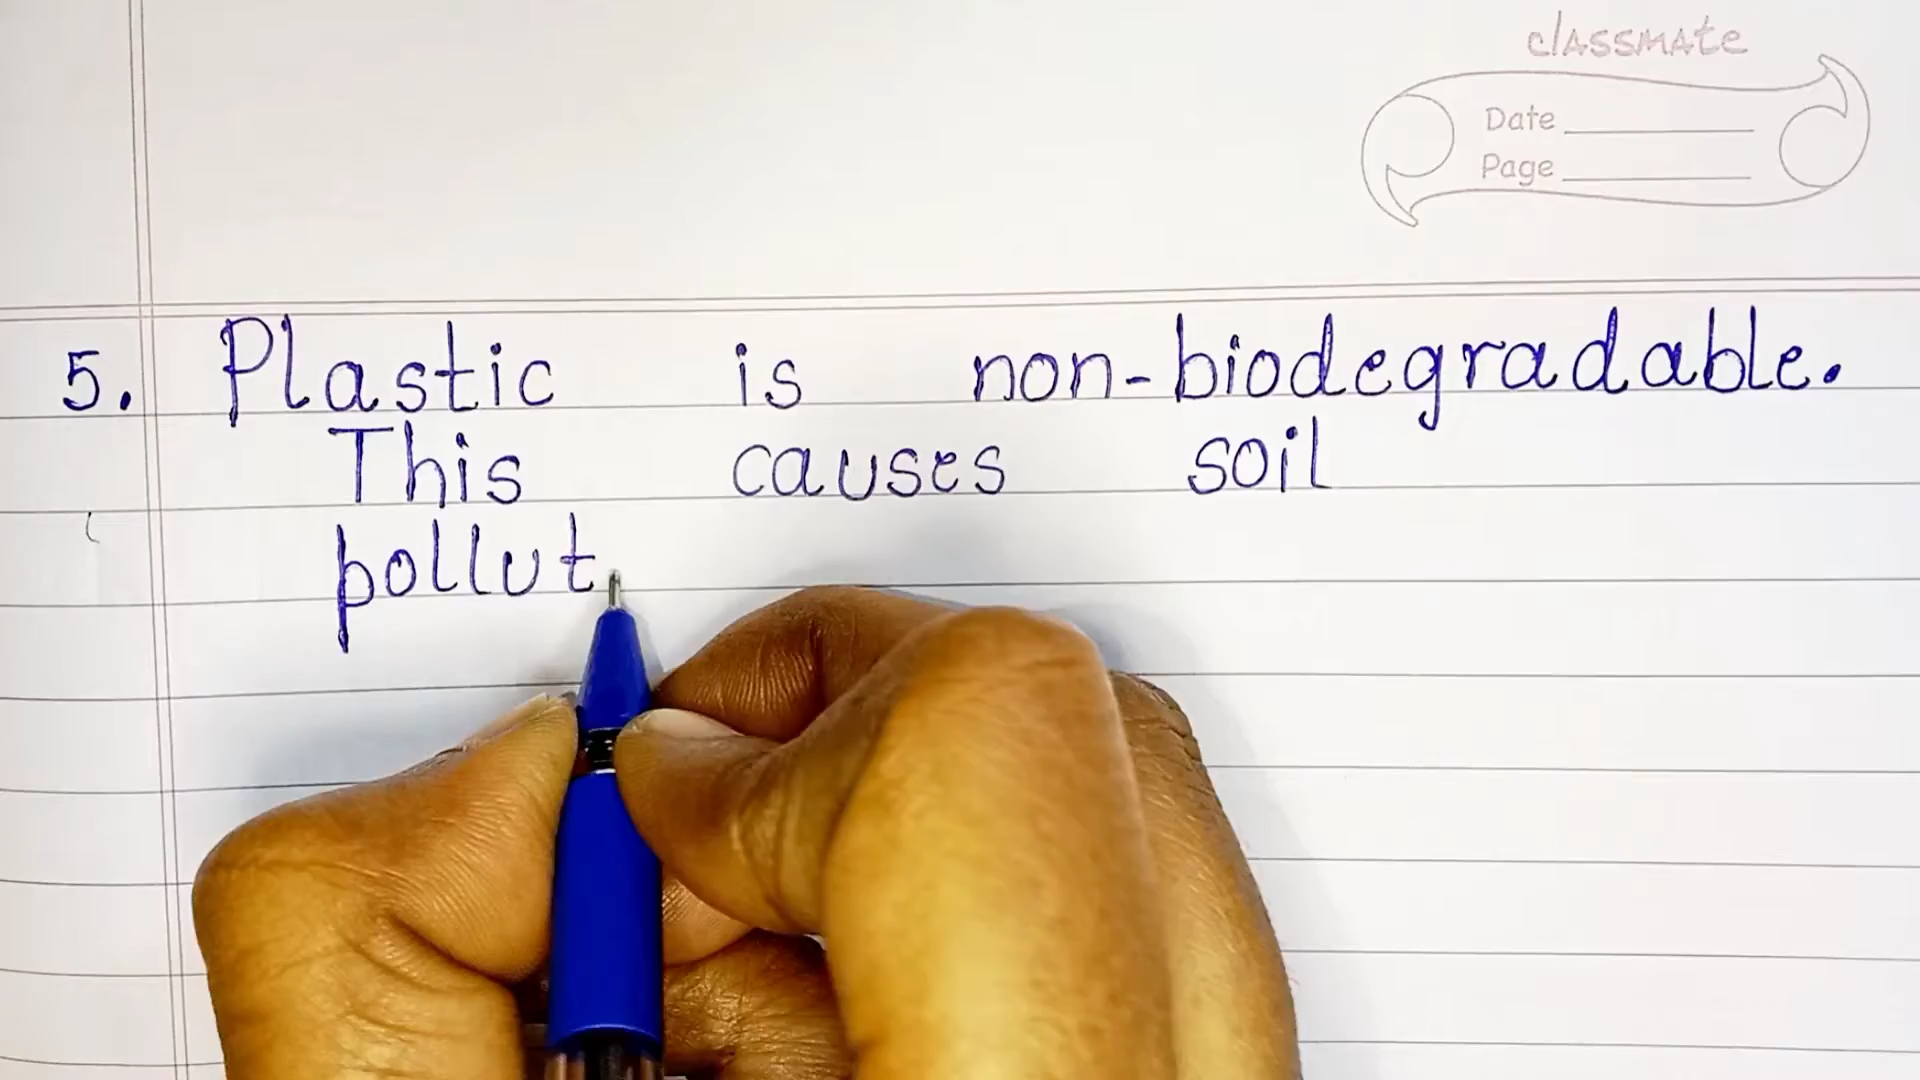 classmate
Date
Page
5. Plastic is non-biodegradable.
This causes soil
pollut